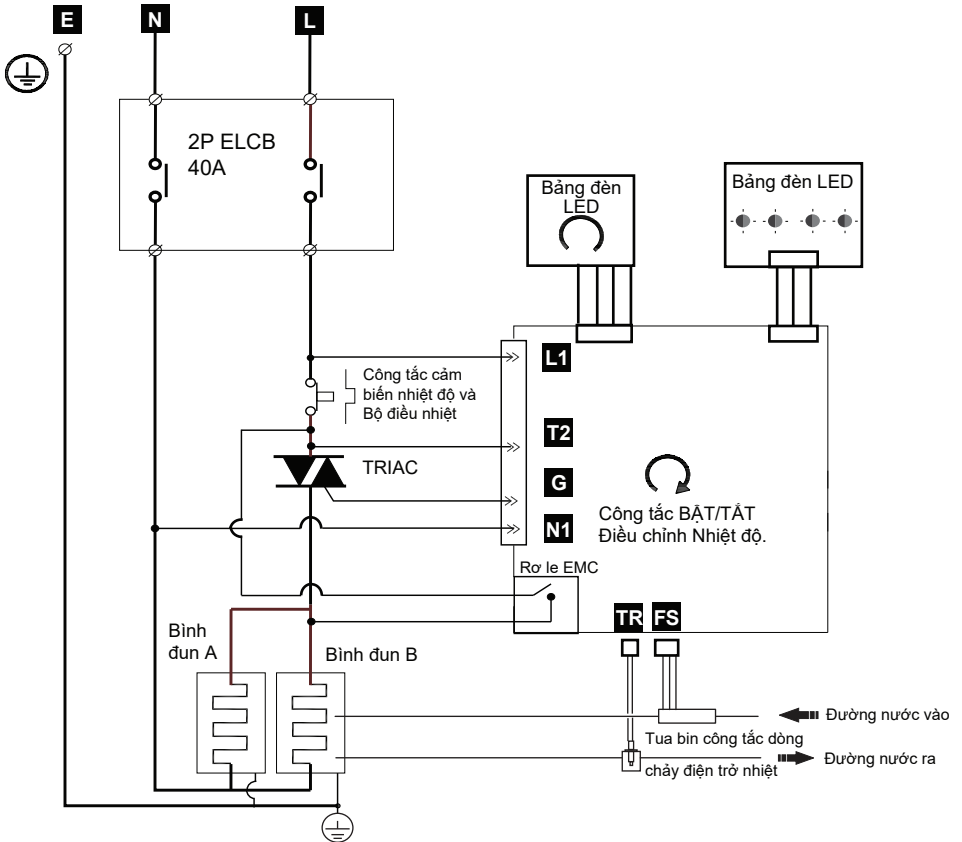 E
N
L
2P ELCB
40A
Bảng đèn
LED
Bảng đèn LED
L1
Công tắc cảm
biến nhiệt độ và
Bộ điều nhiệt
T2
TRIAC
G
N1
Công tắc BẬT/TẮT
Điều chỉnh Nhiệt độ.
Rơ le EMC
TR
FS
Bình
đun A
Bình đun B
Đường nước vào
Tua bin công tắc dòng
chảy điện trở nhiệt
Đường nước ra